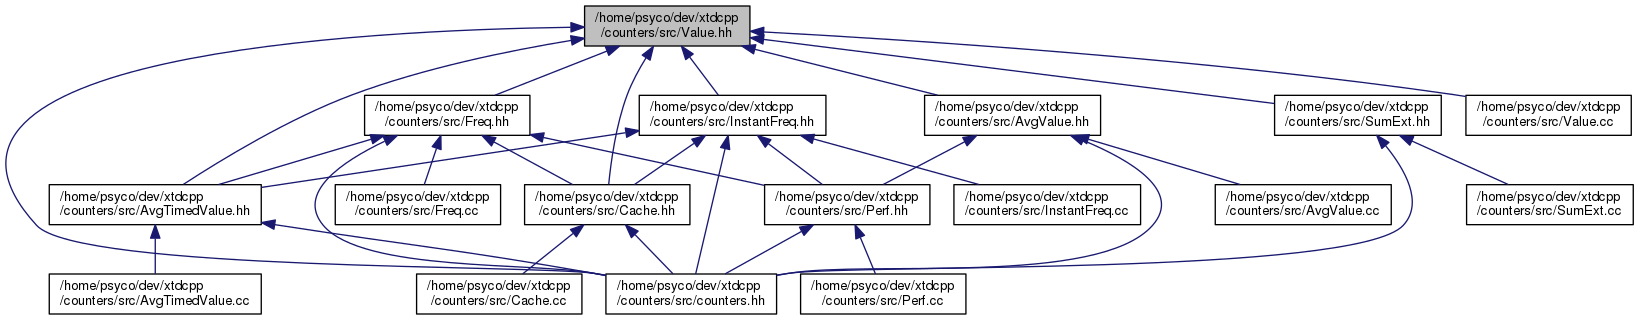 /home/psyco/dev/xtdcpp
/counters/src/Value.hh
/home/psyco/dev/xtdcpp
/counters/src/Freq.hh
/home/psyco/dev/xtdcpp
/counters/src/InstantFreq.hh
/home/psyco/dev/xtdcpp
/counters/src/AvgValue.hh
/home/psyco/dev/xtdcpp
/counters/src/SumExt.hh
/home/psyco/dev/xtdcpp
/counters/src/Value.cc
/home/psyco/dev/xtdcpp
/counters/src/AvgTimedValue.hh
/home/psyco/dev/xtdcpp
/counters/src/Freq.cc
/home/psyco/dev/xtdcpp
/counters/src/Cache.hh
/home/psyco/dev/xtdcpp
/counters/src/Perf.hh
/home/psyco/dev/xtdcpp
/counters/src/InstantFreq.cc
/home/psyco/dev/xtdcpp
/counters/src/AvgValue.cc
/home/psyco/dev/xtdcpp
/counters/src/SumExt.cc
/home/psyco/dev/xtdcpp
/counters/src/AvgTimedValue.cc
/home/psyco/dev/xtdcpp
/counters/src/Cache.cc
/home/psyco/dev/xtdcpp
/counters/src/counters.hh
/home/psyco/dev/xtdcpp
/counters/src/Perf.cc